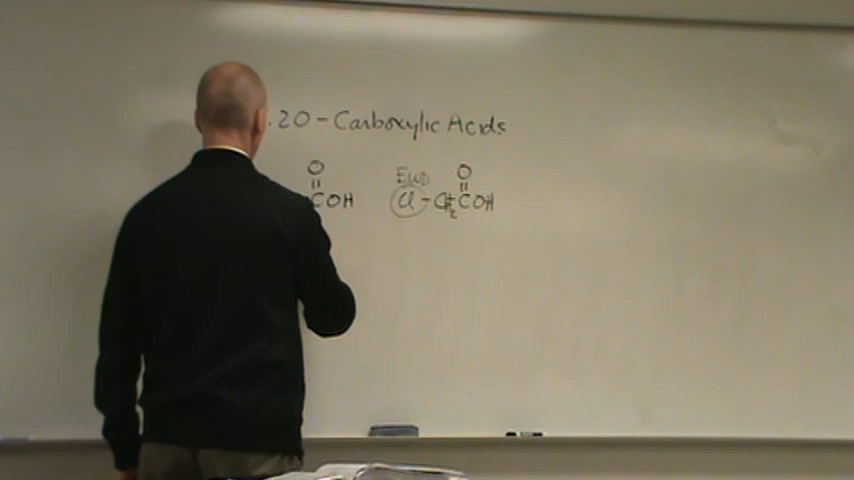 .20 - Carboxylic Acids
O EWD O
|| ||
COH Cl - CH2COH